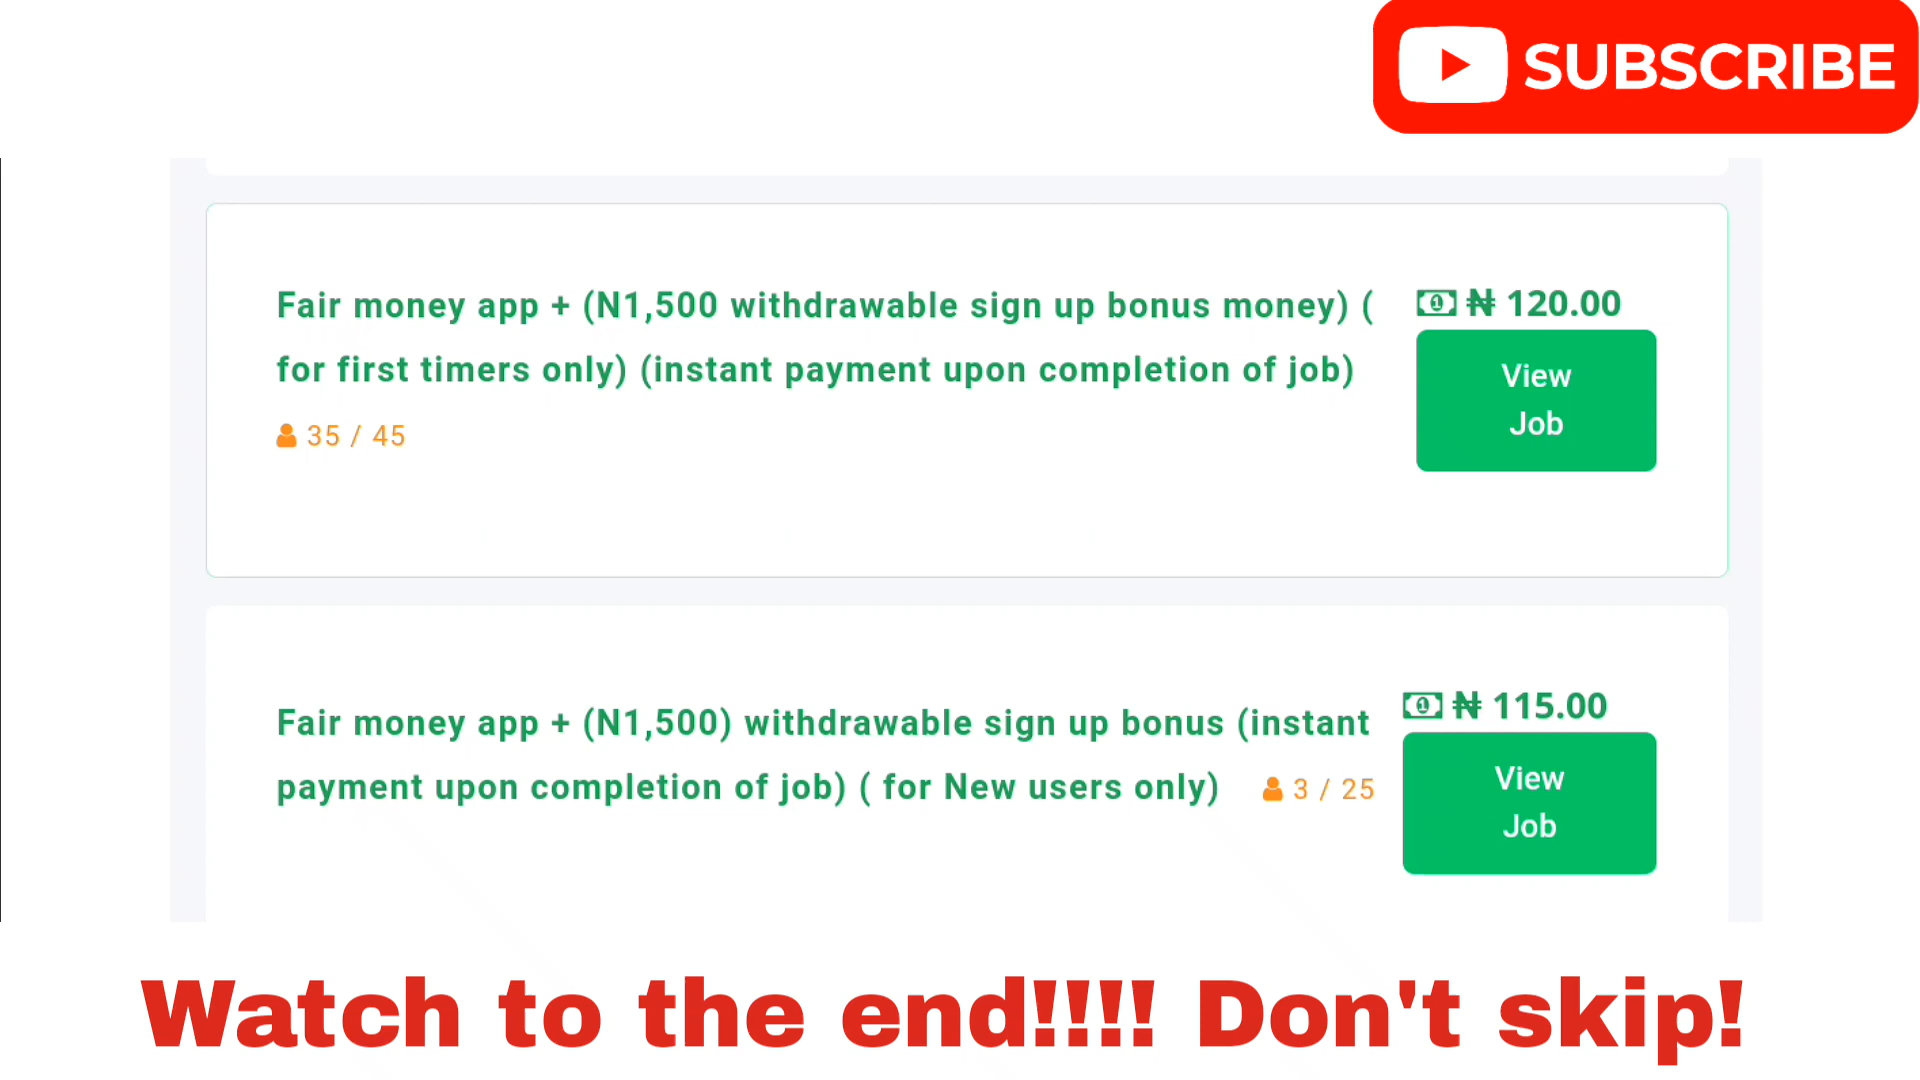 SUBSCRIBE
Fair money app + (N1,500 withdrawable sign up bonus money) (
for first timers only) (instant payment upon completion of job)
35 / 45
₦ 120.00
View
Job
Fair money app + (N1,500) withdrawable sign up bonus (instant
payment upon completion of job) ( for New users only) 3 / 25
₦ 115.00
View
Job
Watch to the end!!!! Don't skip!